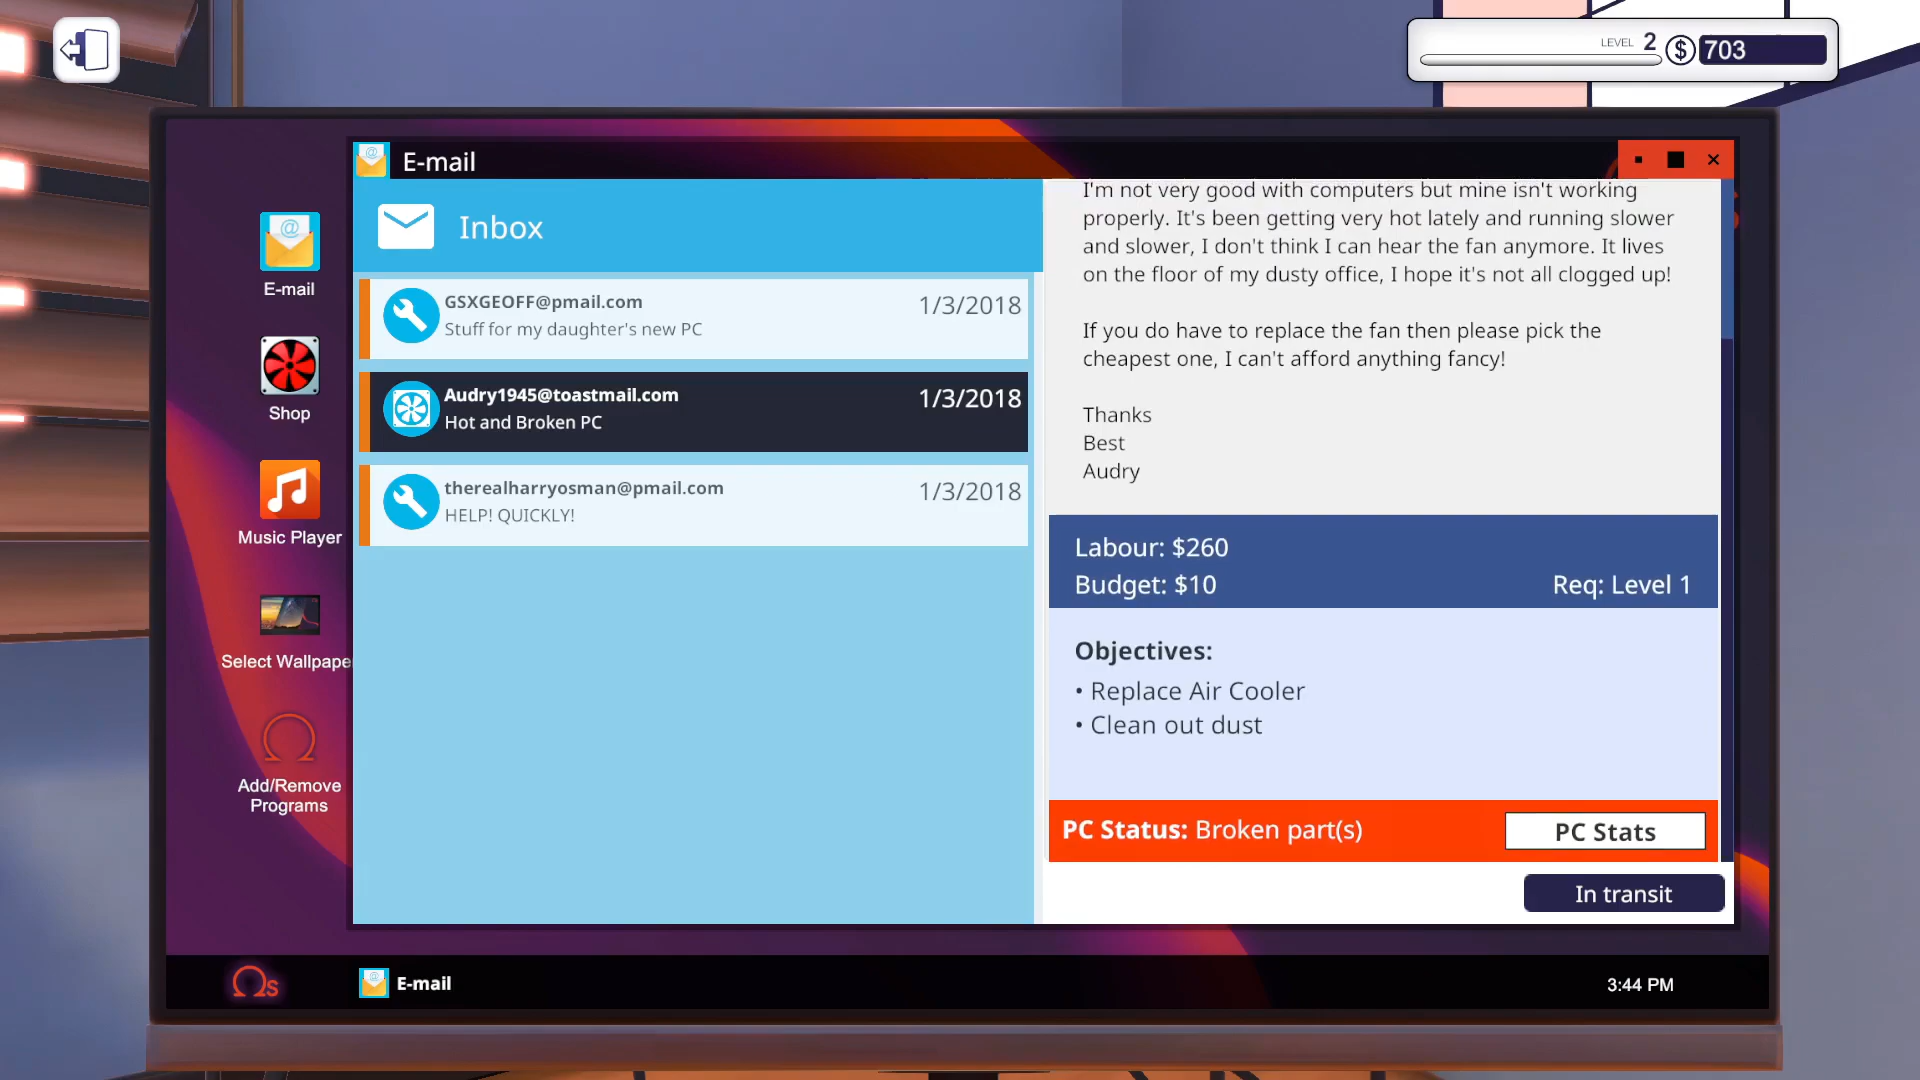 LEVEL 2 $ 703
E-mail
Inbox
GSXGEOFF@pmail.com 1/3/2018
Stuff for my daughter's new PC
Audry1945@toastmail.com 1/3/2018
Hot and Broken PC
therealharryosman@pmail.com 1/3/2018
HELP! QUICKLY!
I'm not very good with computers but mine isn't working
properly. It's been getting very hot lately and running slower
and slower, I don't think I can hear the fan anymore. It lives
on the floor of my dusty office, I hope it's not all clogged up!
If you do have to replace the fan then please pick the
cheapest one, I can't afford anything fancy!
Thanks
Best
Audry
Labour: $260
Budget: $10 Req: Level 1
Objectives:
• Replace Air Cooler
• Clean out dust
PC Status: Broken part(s) PC Stats
In transit
E-mail
Shop
Music Player
Select Wallpape
Add/Remove
Programs
Ωs E-mail 3:44 PM